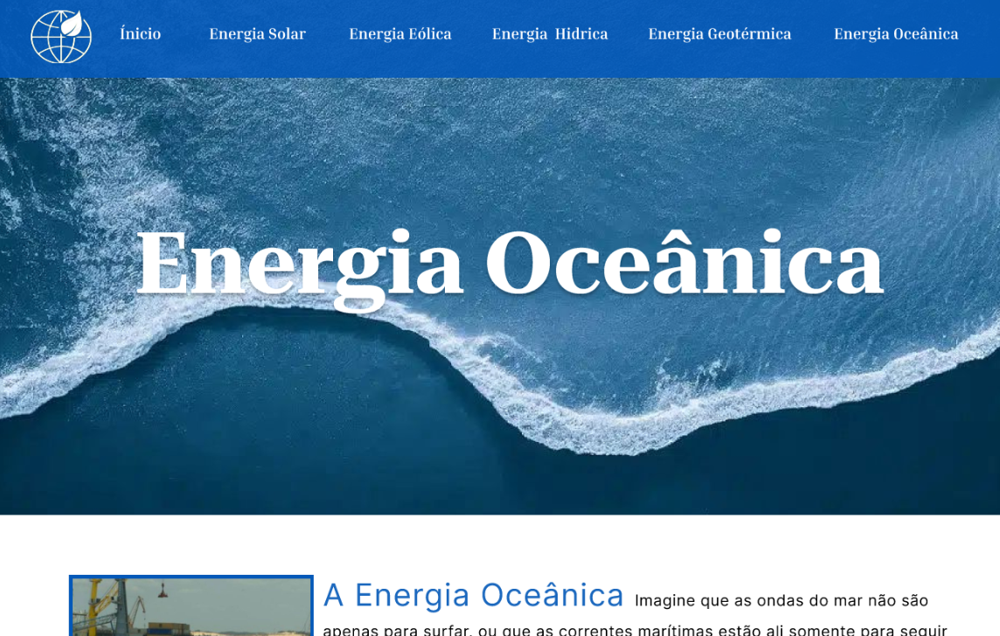 Ínicio Energia Solar Energia Eólica Energia Hidrica Energia Geotérmica Energia Oceânica
Energia Oceânica
A Energia Oceânica Imagine que as ondas do mar não são
apenas para surfar, ou que as correntes marítimas estão ali somente para seguir